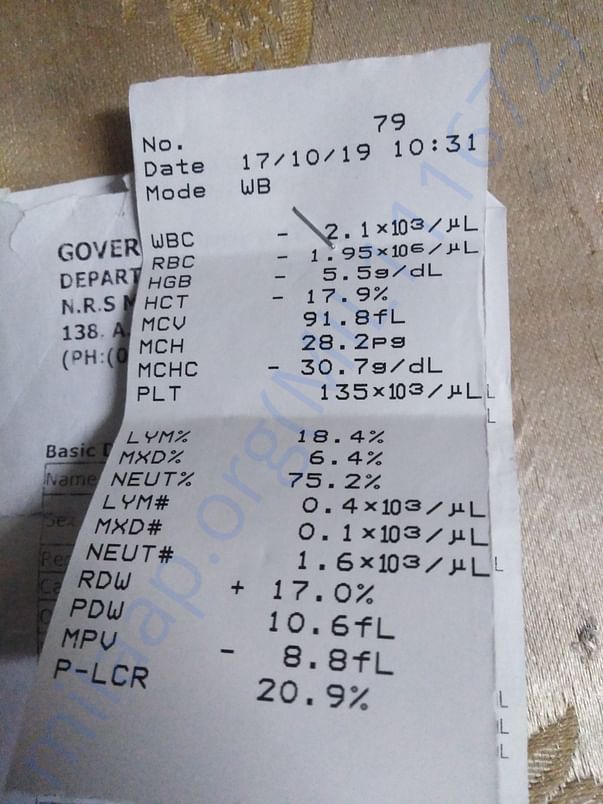 No. 79
Date 17/10/19 10:31
Mode WB
WBC - 2.1×10³/µL
RBC - 1.95×10⁶/µL
HGB - 5.5g/dL
HCT - 17.9%
MCV 91.8fL
MCH 28.2pg
MCHC - 30.7g/dL
PLT 135×10³/µL
LYM% 18.4%
MXD% 6.4%
NEUT% 75.2%
LYM# 0.4×10³/µL
MXD# 0.1×10³/µL
NEUT# 1.6×10³/µL
RDW + 17.0%
PDW 10.6fL
MPV - 8.8fL
P-LCR 20.9%
GOVER
DEPART
N.R.S
138. A.
(PH:(0
Basic D
Name
Sex
L
L
L
L
L
L